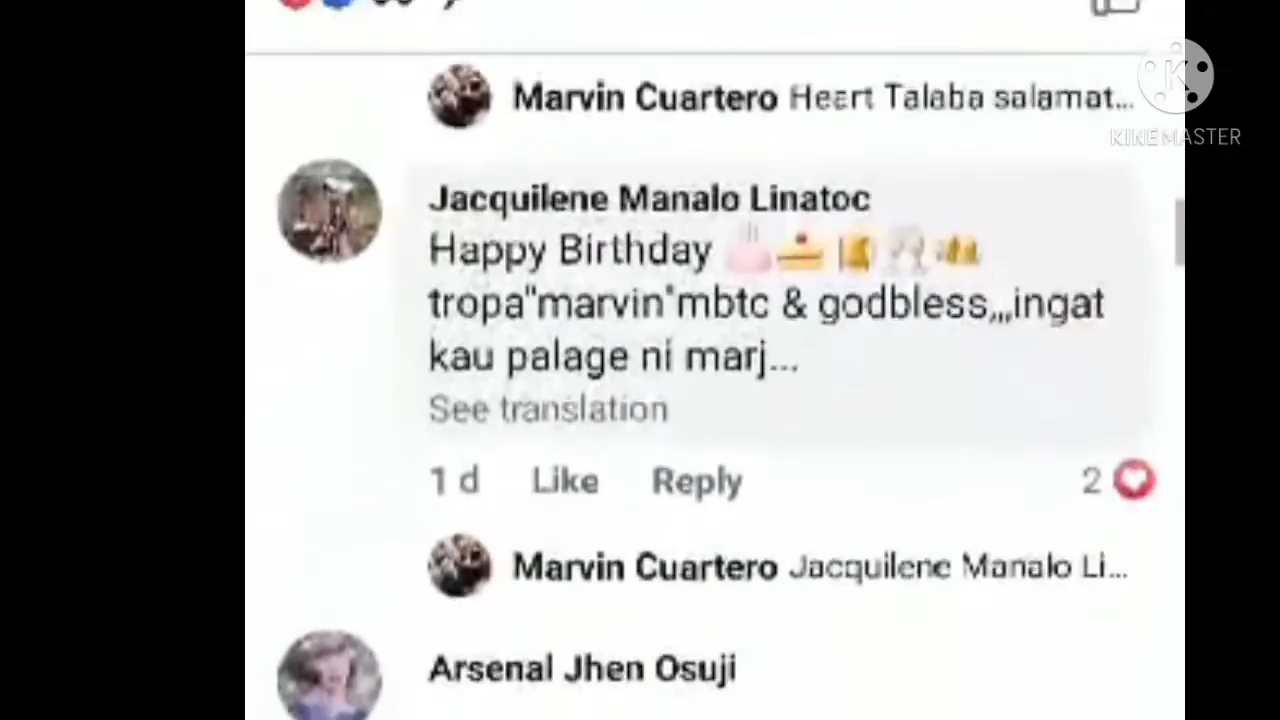 Marvin Cuartero Heart Talaba salamat...
KINEMASTER
Jacquilene Manalo Linatoc
Happy Birthday 🎂🍰🍻🥂🎂
tropa"marvin"mbtc & godbless,,,ingat
kau palage ni marj...
See translation
1 d Like Reply 2
Marvin Cuartero Jacquilene Manalo Li...
Arsenal Jhen Osuji